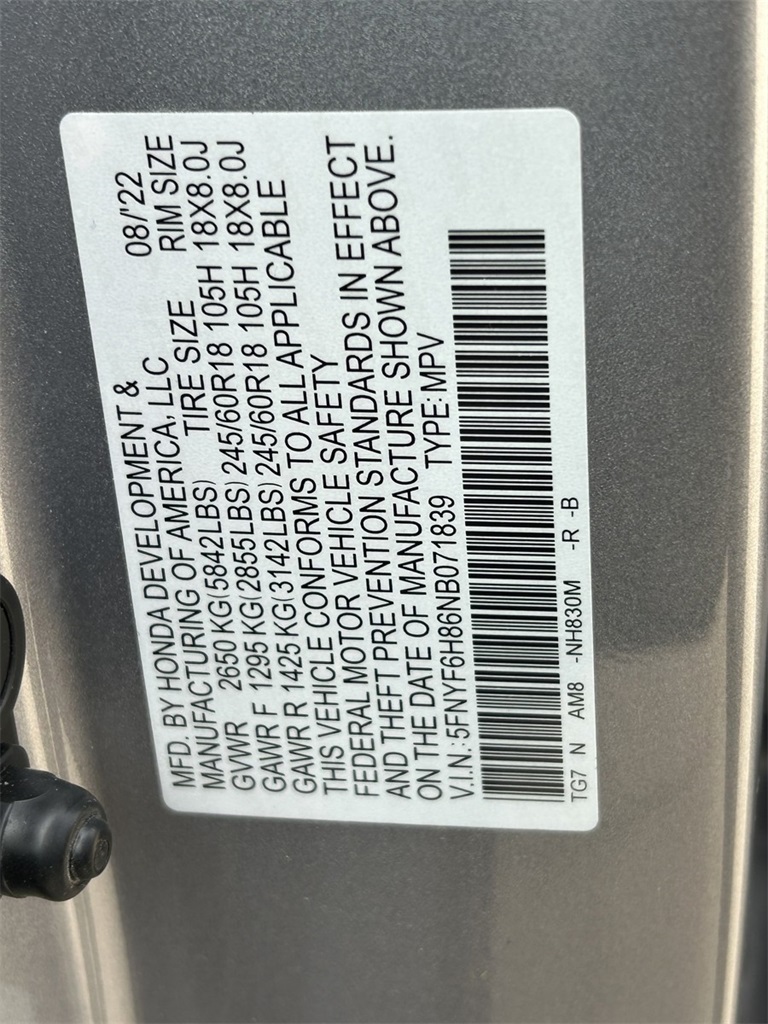 MFD. BY HONDA DEVELOPMENT & 08/'22
MANUFACTURING OF AMERICA, LLC
TIRE SIZE RIM SIZE
GVWR 2650 KG(5842LBS)
GAWR F 1295 KG(2855LBS) 245/60R18 105H 18X8.0J
GAWR R 1425 KG(3142LBS) 245/60R18 105H 18X8.0J
THIS VEHICLE CONFORMS TO ALL APPLICABLE
FEDERAL MOTOR VEHICLE SAFETY
AND THEFT PREVENTION STANDARDS IN EFFECT
ON THE DATE OF MANUFACTURE SHOWN ABOVE.
V.I.N.:5FNYF6H86NB071839 TYPE:MPV
TG7 N AM8 -NH830M -R -B